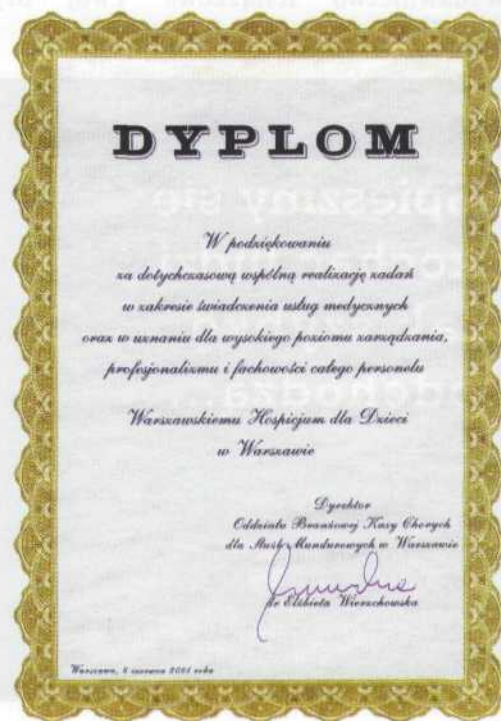 DYPLOM
W podziękowaniu
za dotychczasową wspólną realizację zadań
w zakresie świadczenia usług medycznych
oraz w uznaniu dla wysokiego poziomu zarządzania,
profesjonalizmu i fachowości całego personelu
Warszawskiemu Hospicjum dla Dzieci
w Warszawie
Dyrektor
Oddziału Branżowej Kasy Chorych
dla Służb Mundurowych w Warszawie
dr Elżbieta Wierzchowska
Warszawa, 8 czerwca 2001 roku